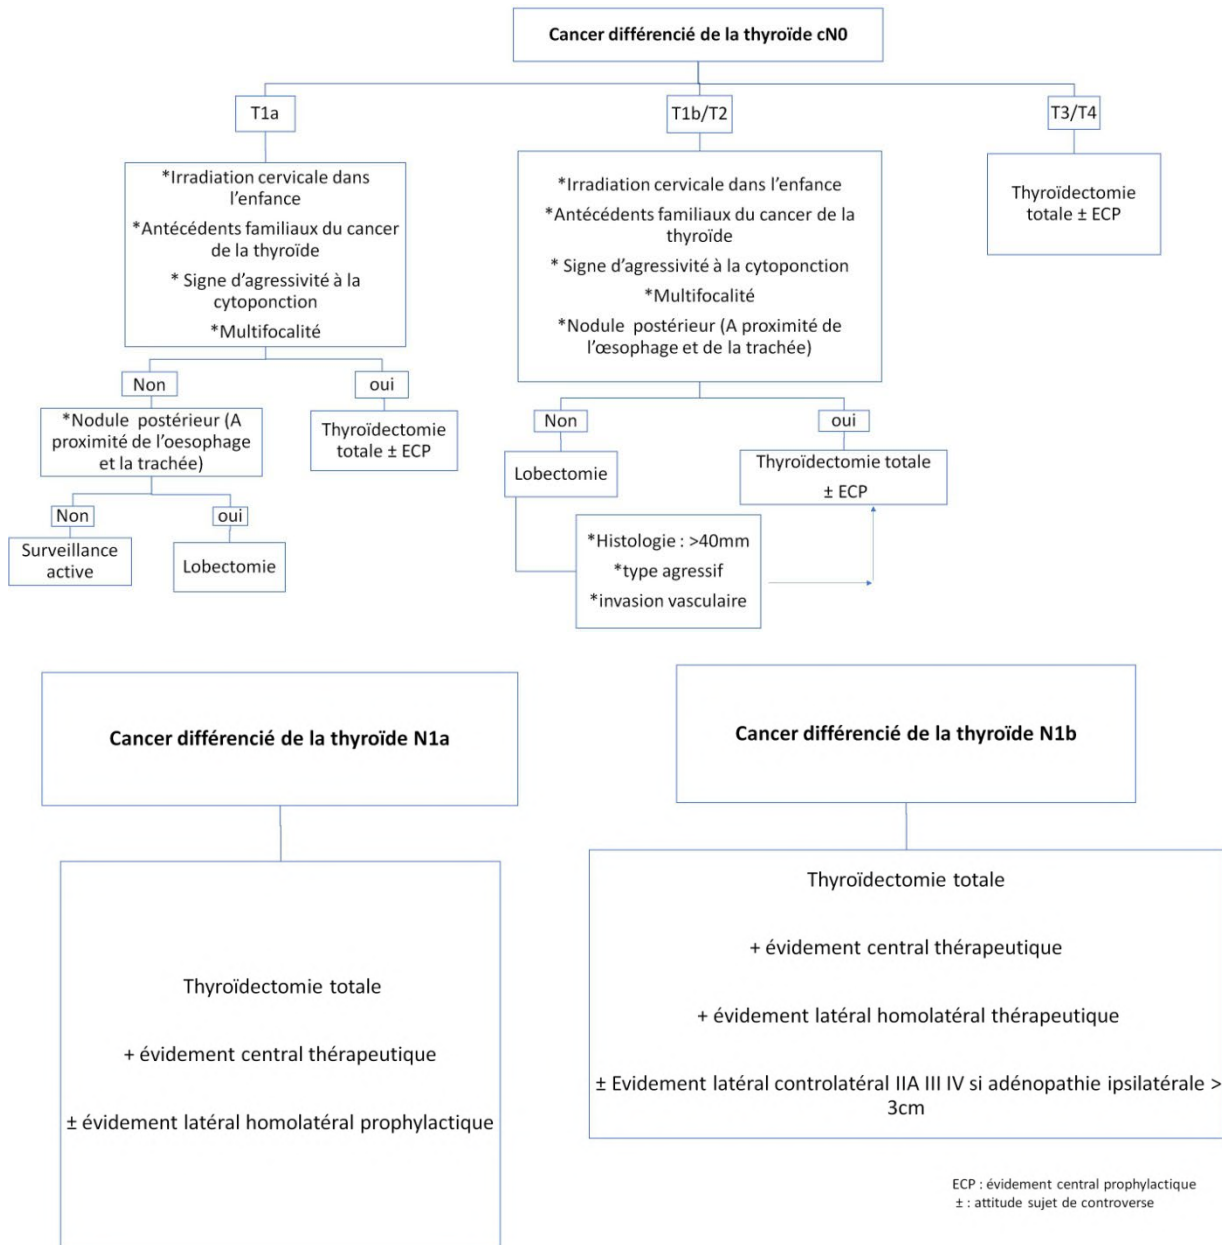 Cancer différencié de la thyroïde cN0
T1a
T1b/T2
T3/T4
*Irradiation cervicale dans
l'enfance
*Antécédents familiaux du cancer
de la thyroïde
* Signe d'agressivité à la
cytoponction
*Multifocalité
*Irradiation cervicale dans l'enfance
*Antécédents familiaux du cancer de la
thyroïde
* Signe d'agressivité à la cytoponction
*Multifocalité
*Nodule postérieur (A proximité de
l'œsophage et de la trachée)
Thyroïdectomie
totale ± ECP
Non
oui
*Nodule postérieur (A
proximité de l'oesophage
et la trachée)
Thyroïdectomie
totale ± ECP
Non
oui
Surveillance
active
Lobectomie
Non
oui
Lobectomie
Thyroïdectomie totale
± ECP
*Histologie : >40mm
*type agressif
*invasion vasculaire
Cancer différencié de la thyroïde N1a
Thyroïdectomie totale
+ évidement central thérapeutique
± évidement latéral homolatéral prophylactique
Cancer différencié de la thyroïde N1b
Thyroïdectomie totale
+ évidement central thérapeutique
+ évidement latéral homolatéral thérapeutique
± Evidement latéral controlatéral IIA III IV si adénopathie ipsilatérale >
3cm
ECP : évidement central prophylactique
± : attitude sujet de controverse